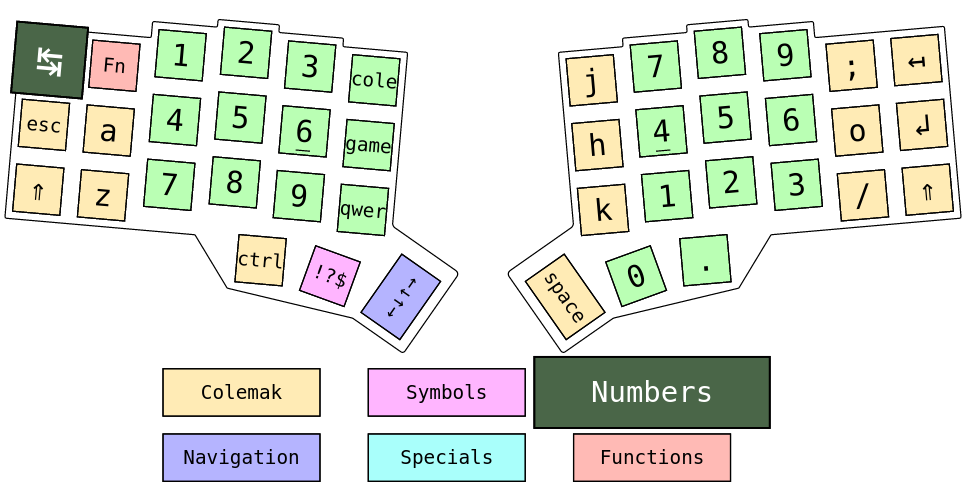 ↹ Fn 1 2 3 cole j 7 8 9 ; ↤
esc a 4 5 6 game h 4 5 6 o ↲
⇑ z 7 8 9 qwer k 1 2 3 / ⇑
ctrl !?$ ← → → ← space 0 .
Colemak Symbols Numbers
Navigation Specials Functions